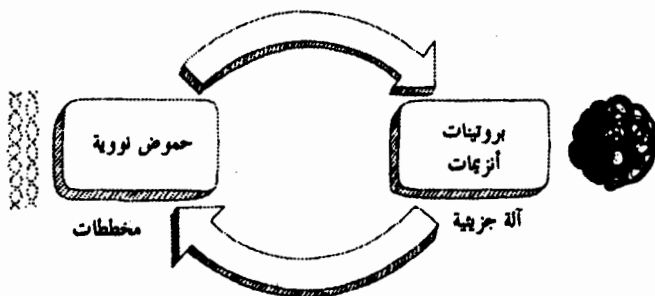 بروتينات
أنزيمات
آلة جزيئية
حموض نووية
مخططات